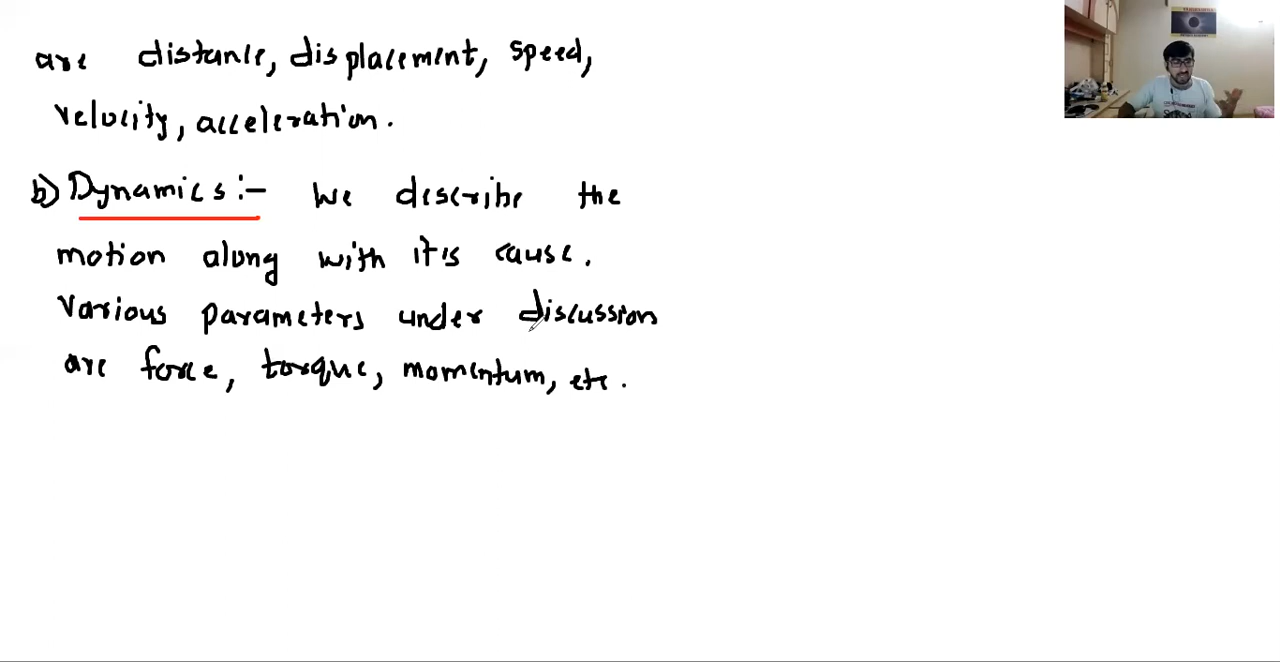 are distance, displacement, speed,
velocity, acceleration.
b) Dynamics :- We describe the
motion along with it's cause.
Various parameters under discussion
are force, torque, momentum, etc.